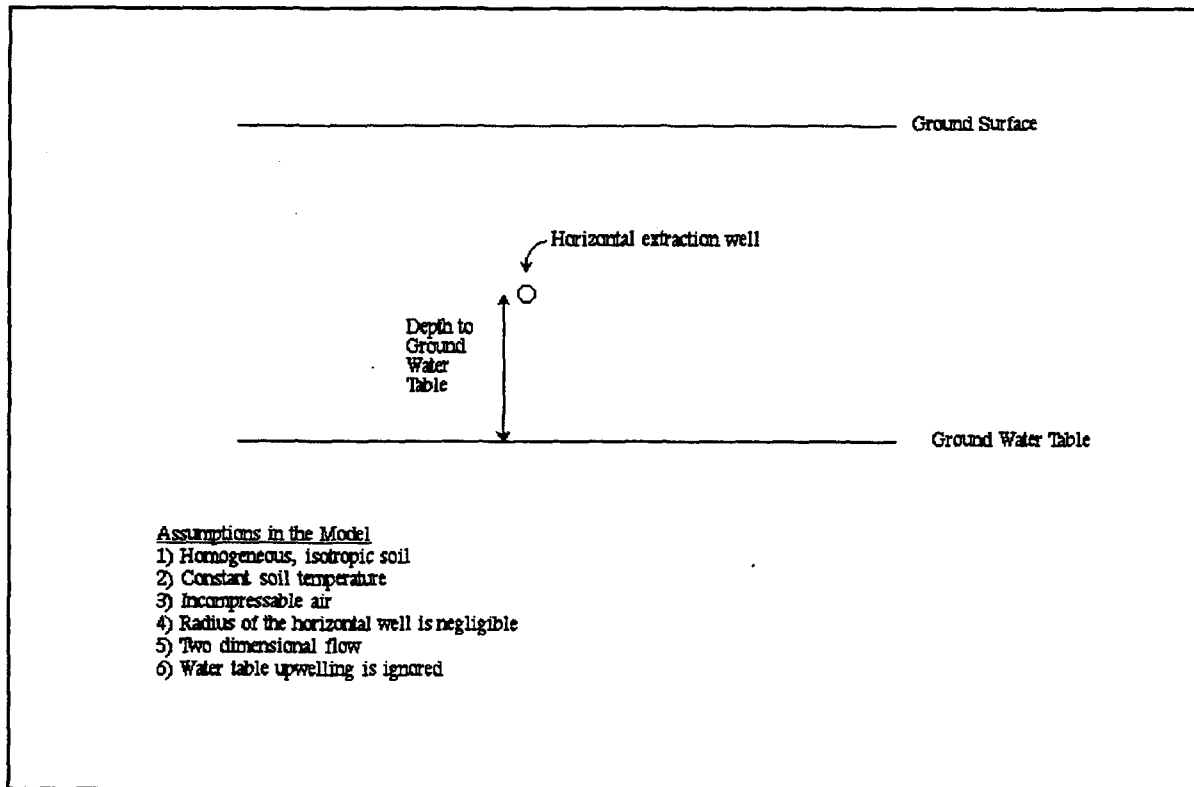 Ground Surface
Horizontal extraction well
Depth to
Ground
Water
Table
Ground Water Table
Assumptions in the Model
1) Homogeneous, isotropic soil
2) Constant soil temperature
3) Incompressable air
4) Radius of the horizontal well is negligible
5) Two dimensional flow
6) Water table upwelling is ignored